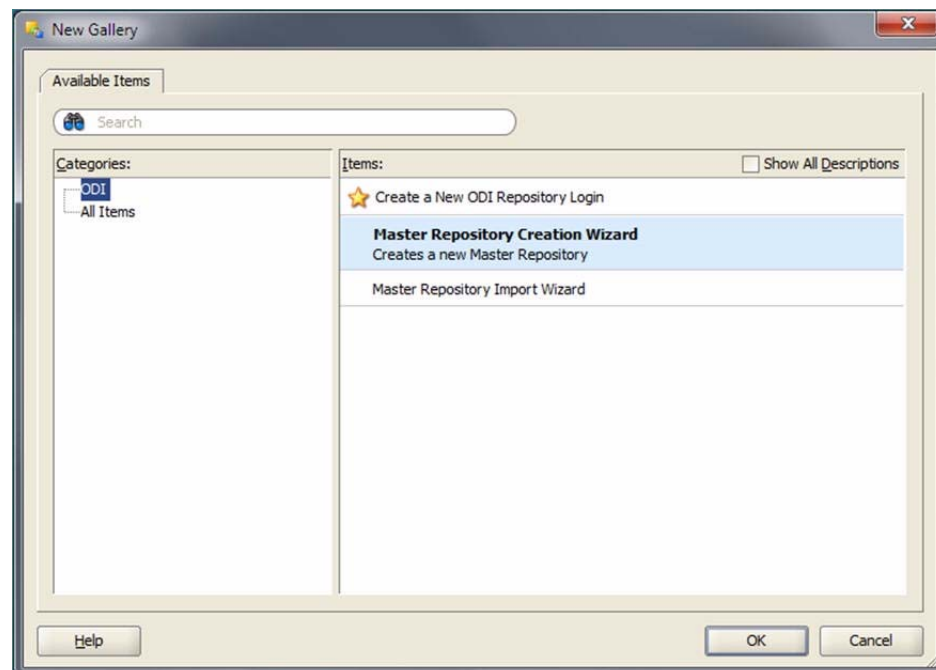 New Gallery
Available Items
Search
Categories:
ODI
All Items
Items:
Show All Descriptions
Create a New ODI Repository Login
Master Repository Creation Wizard
Creates a new Master Repository
Master Repository Import Wizard
Help
OK
Cancel